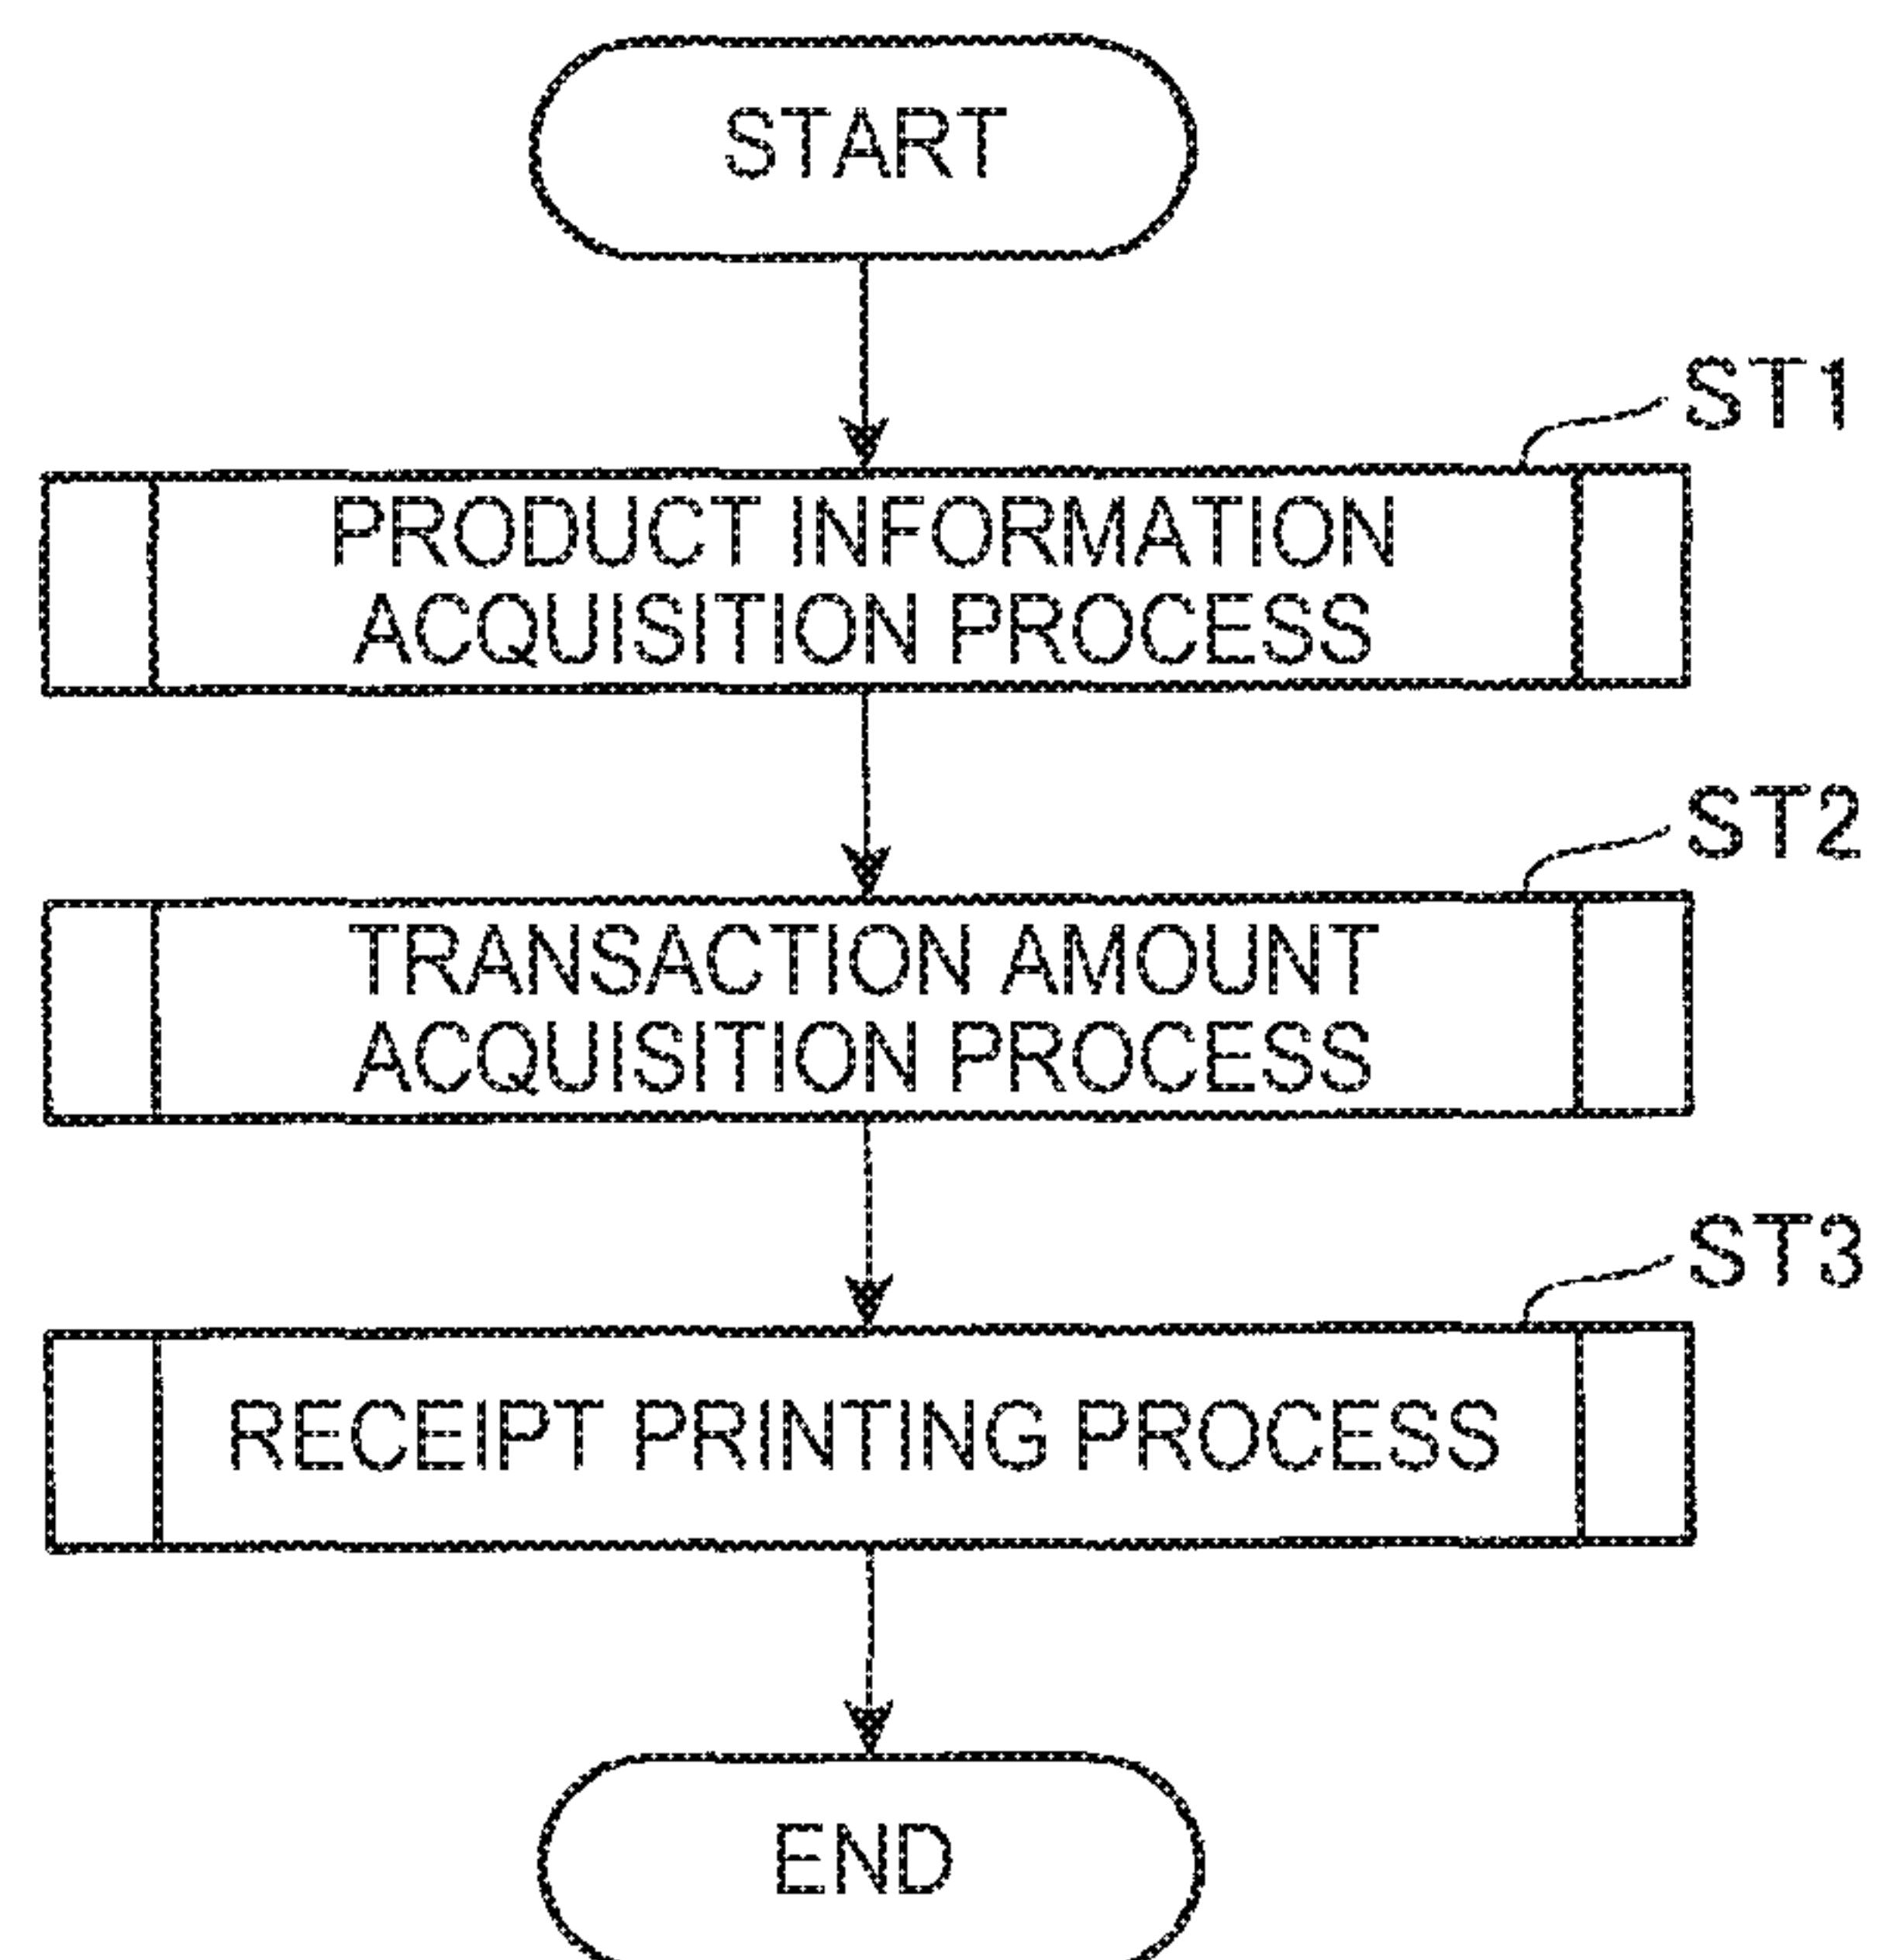 START
ST1
PRODUCT INFORMATION
ACQUISITION PROCESS
ST2
TRANSACTION AMOUNT
ACQUISITION PROCESS
ST3
RECEIPT PRINTING PROCESS
END